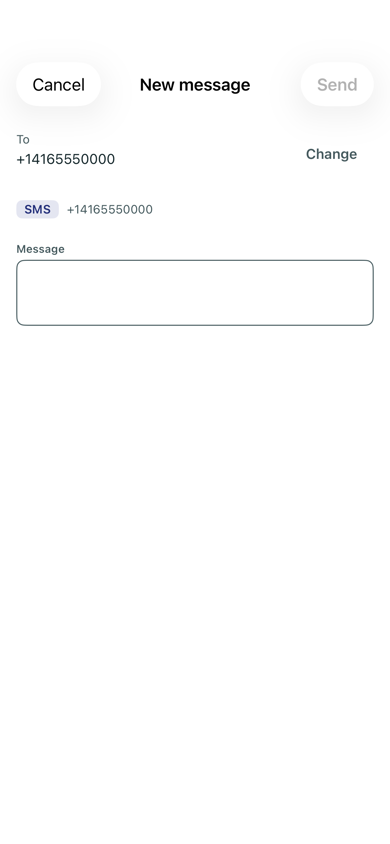 Cancel New message Send
To
+14165550000 Change
SMS +14165550000
Message